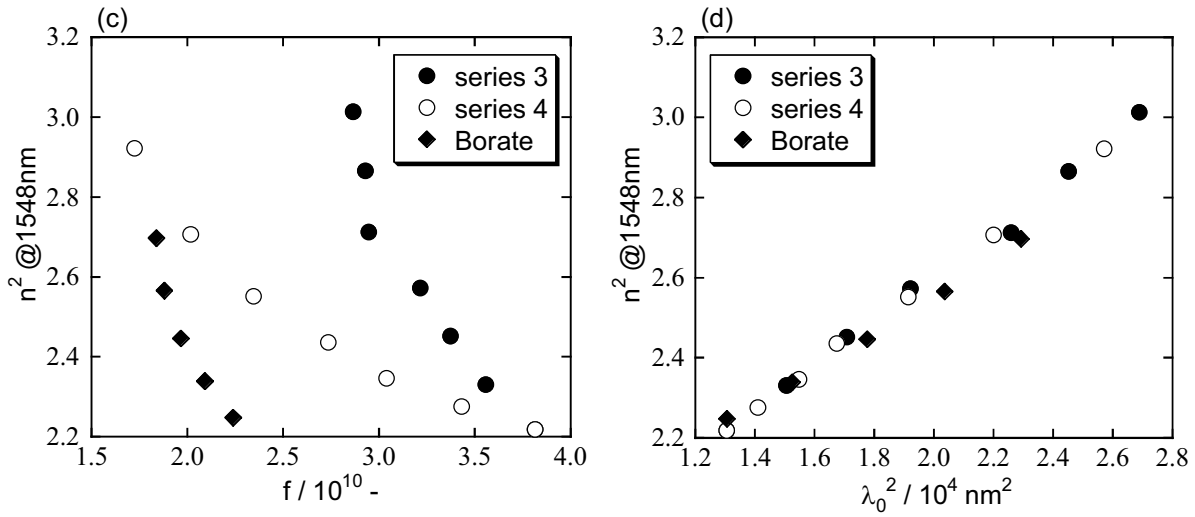 (c)
3.2
3.0
2.8
2.6
2.4
2.2
n² @1548nm
series 3
series 4
Borate
1.5 2.0 2.5 3.0 3.5 4.0
f / 10¹⁰ -
(d)
3.2
3.0
2.8
2.6
2.4
2.2
n² @1548nm
series 3
series 4
Borate
1.2 1.4 1.6 1.8 2.0 2.2 2.4 2.6 2.8
λ₀² / 10⁴ nm²